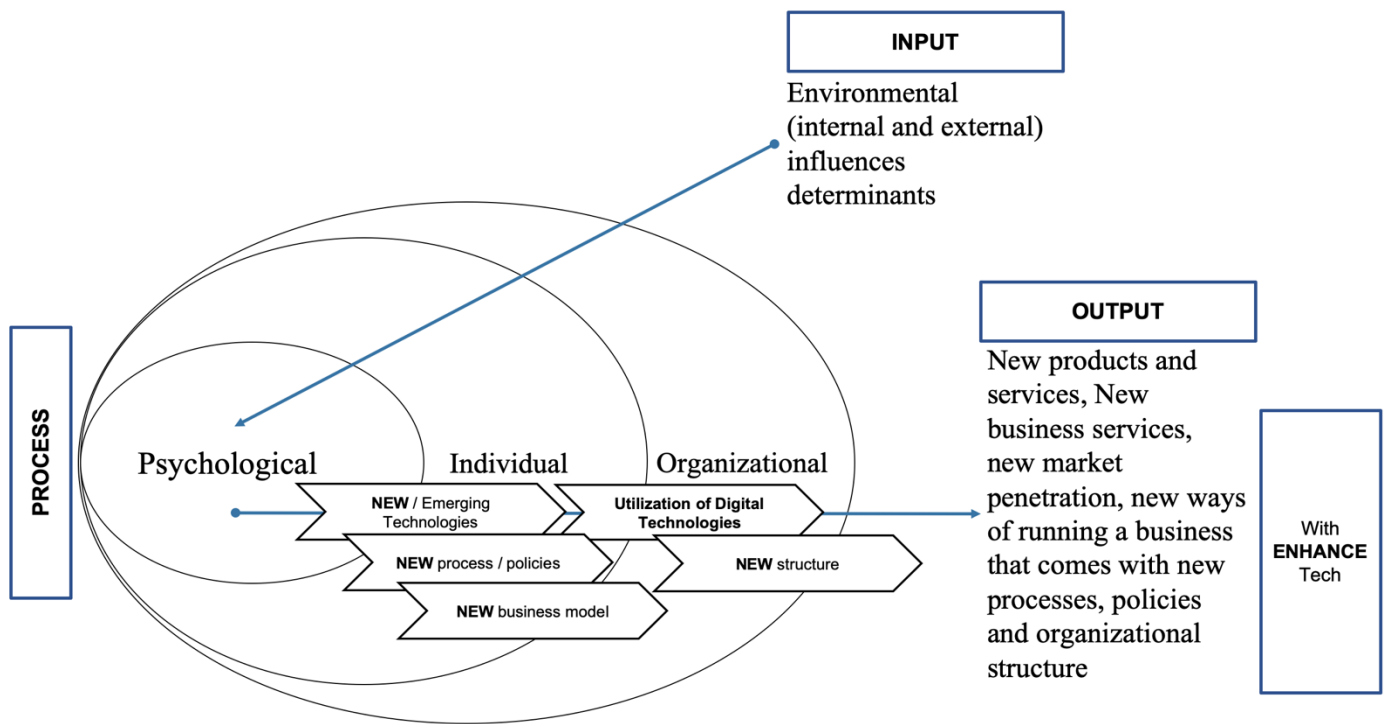 INPUT
Environmental
(internal and external)
influences
determinants
PROCESS
Psychological
Individual
Organizational
NEW / Emerging
Technologies
Utilization of Digital
Technologies
NEW process / policies
NEW structure
NEW business model
OUTPUT
New products and
services, New
business services,
new market
penetration, new ways
of running a business
that comes with new
processes, policies
and organizational
structure
With
ENHANCE
Tech